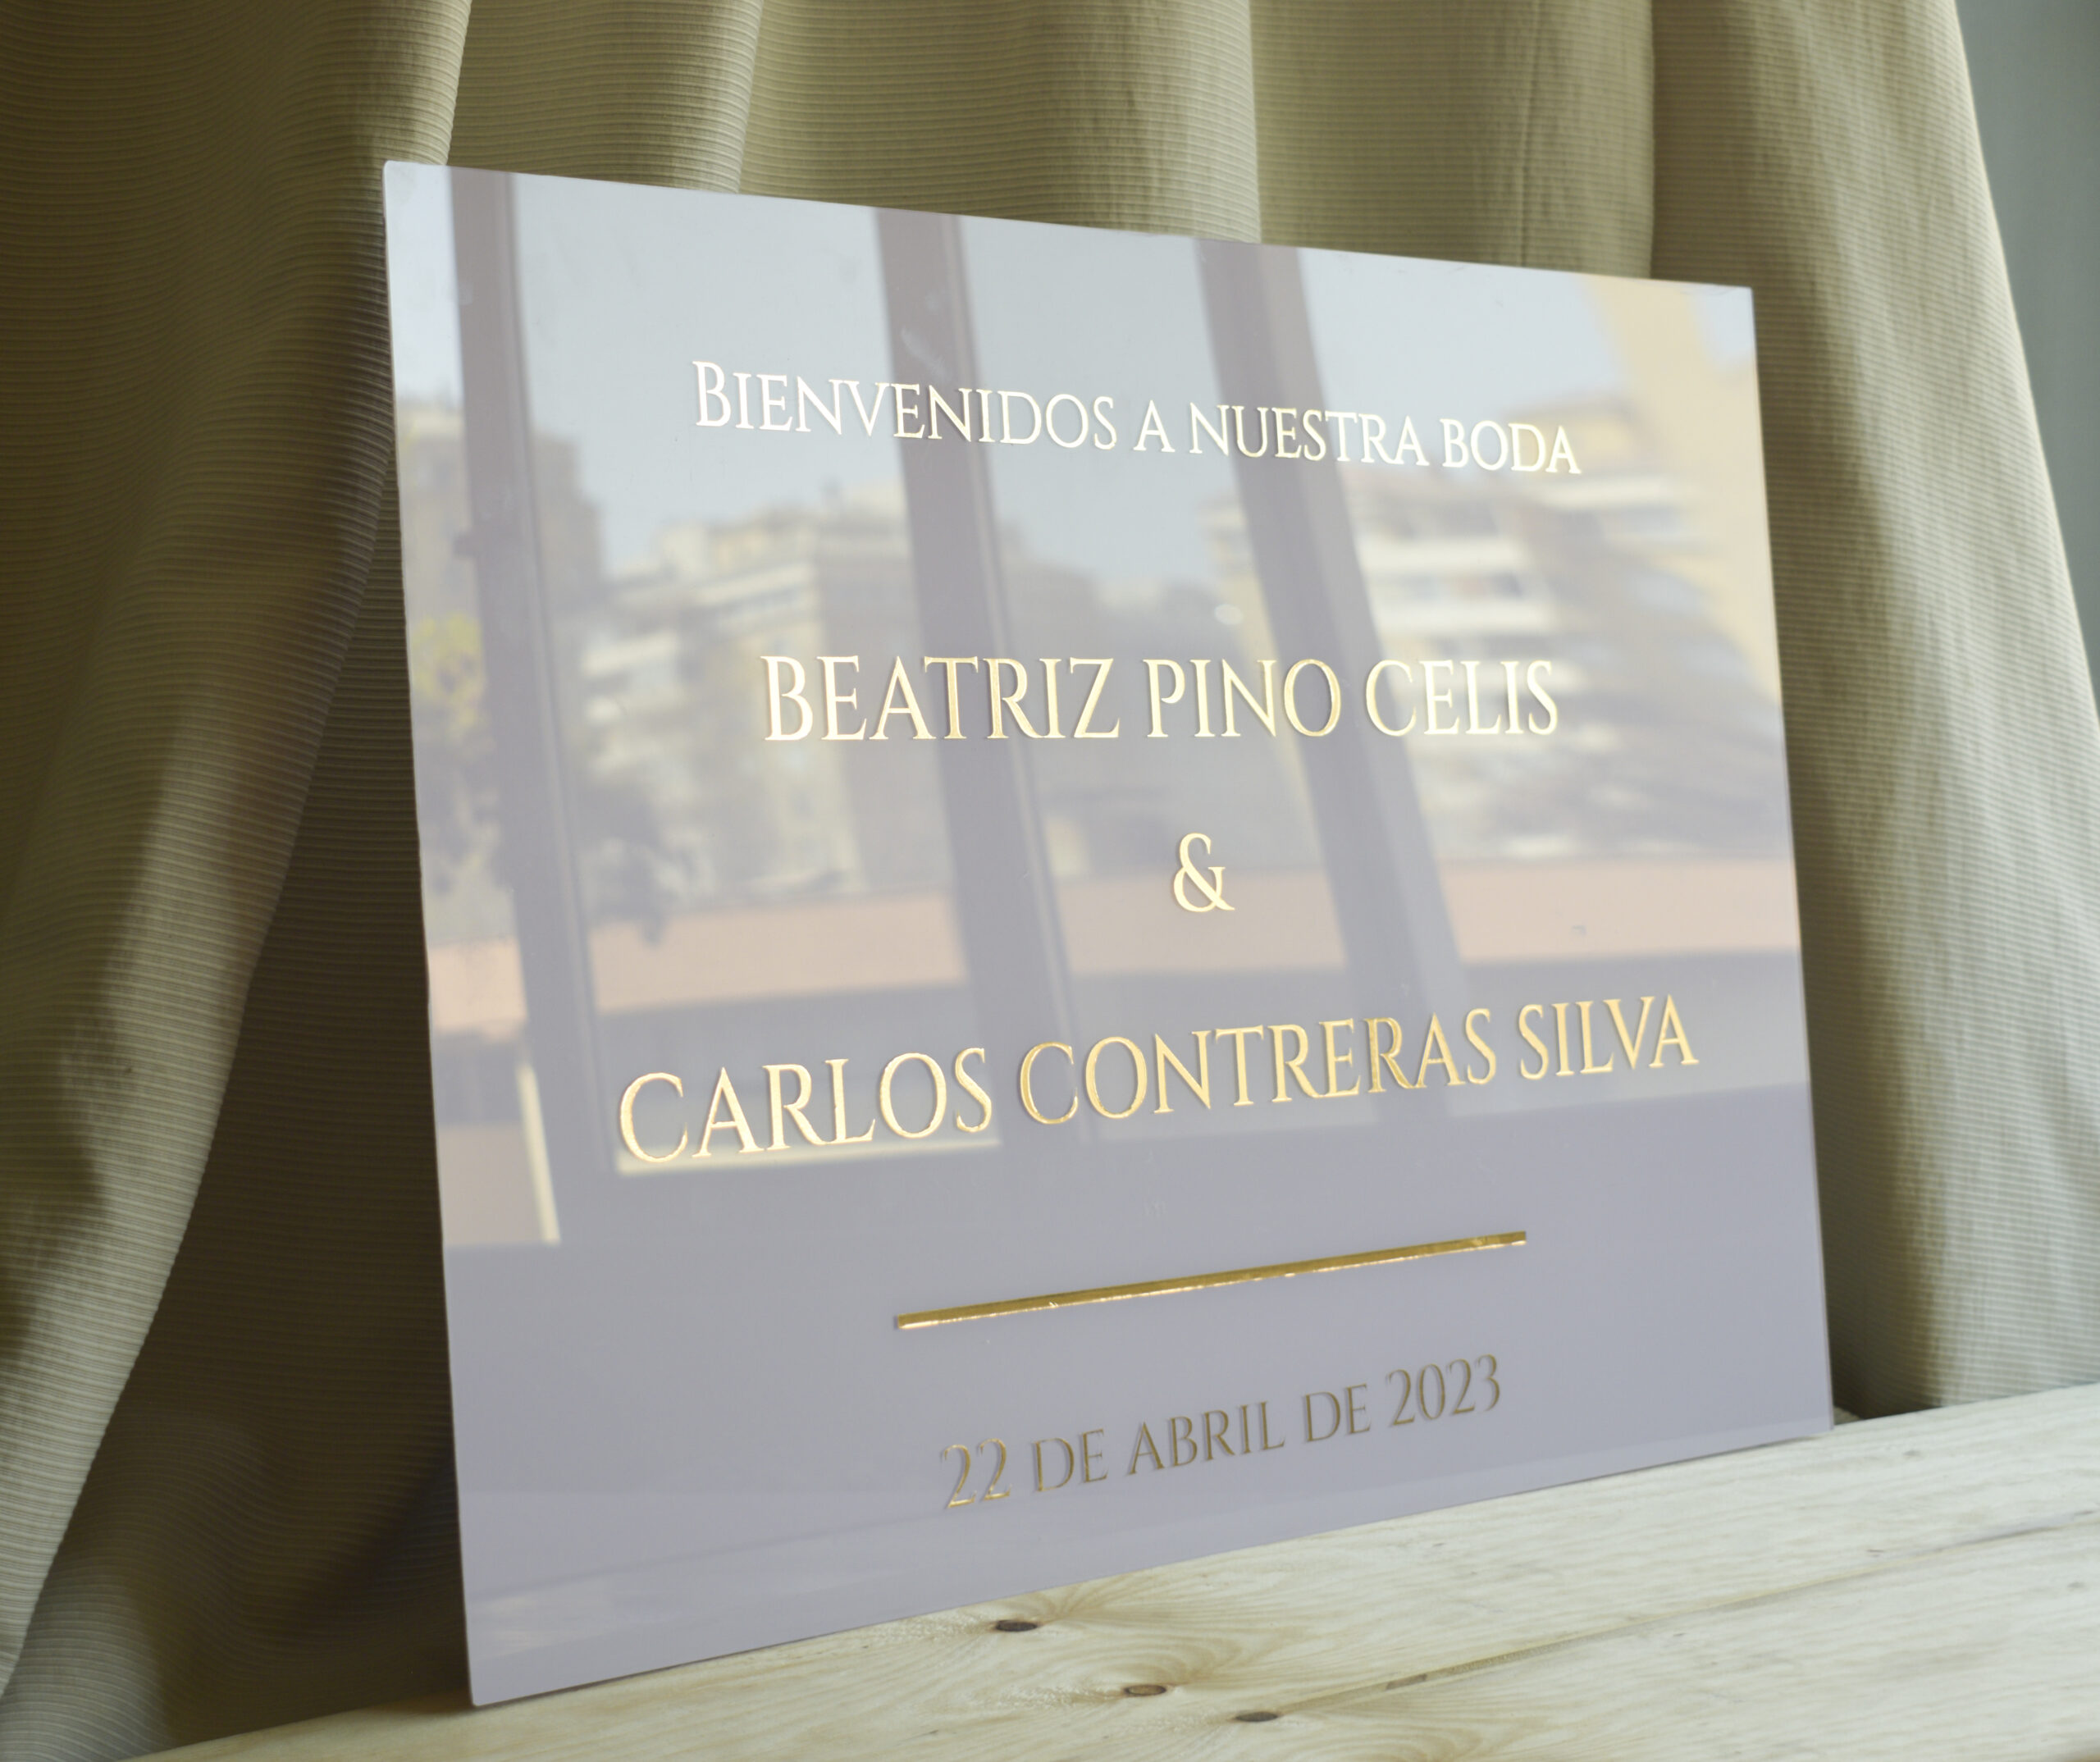 BIENVENIDOS A NUESTRA BODA
BEATRIZ PINO CELIS
&
CARLOS CONTRERAS SILVA
22 DE ABRIL DE 2023